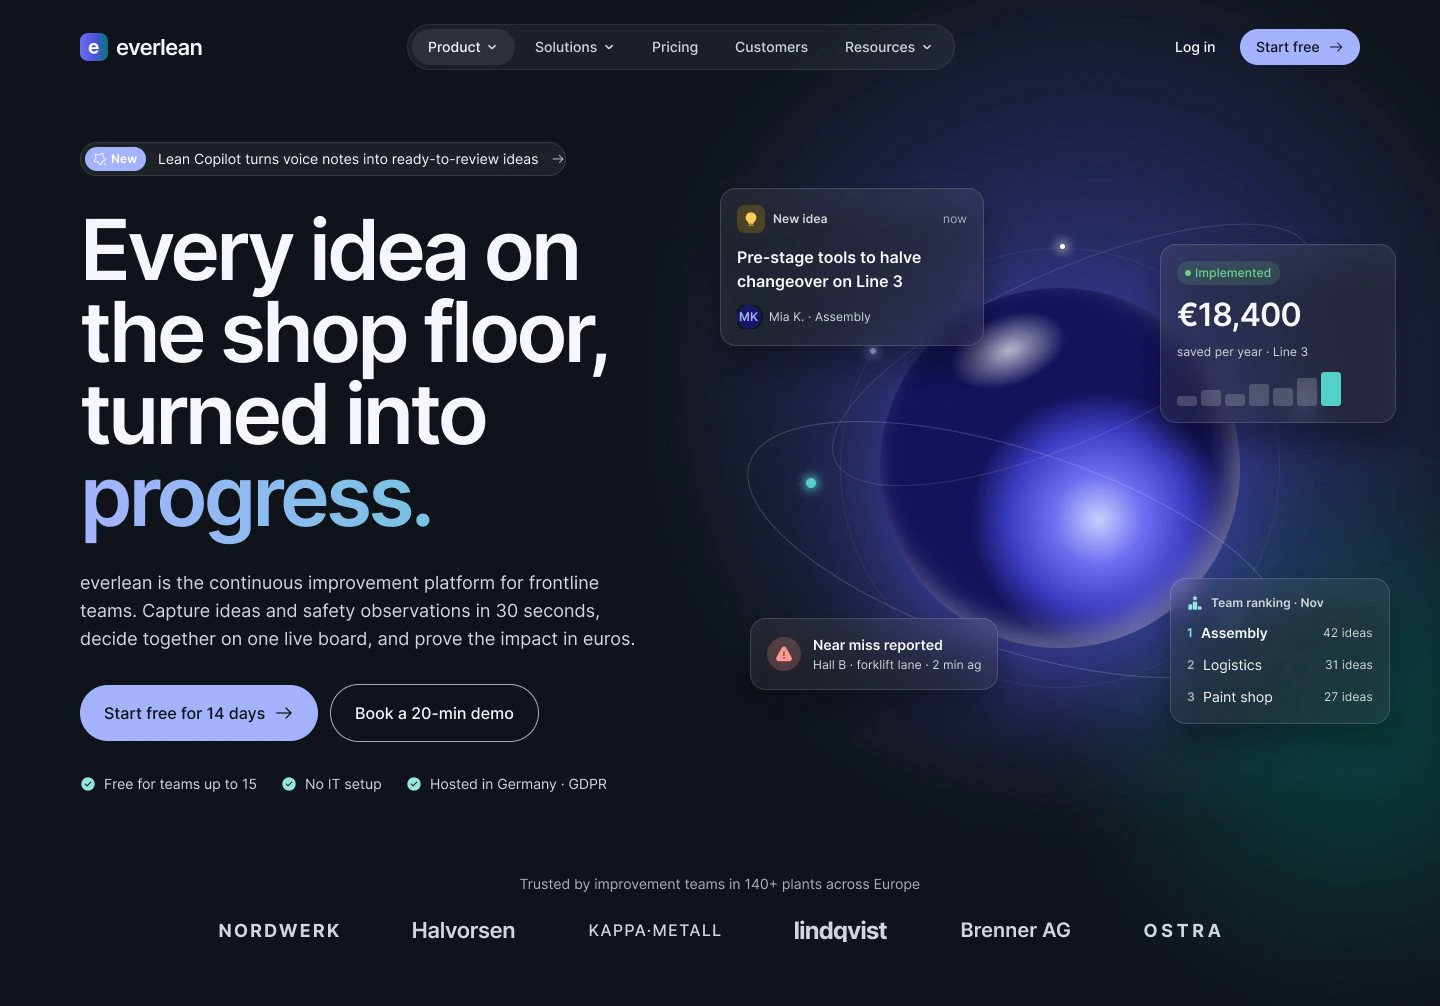 e everlean
Product
Solutions
Pricing
Customers
Resources
Log in
Start free
New Lean Copilot turns voice notes into ready-to-review ideas
Every idea on
the shop floor,
turned into
progress.
everlean is the continuous improvement platform for frontline
teams. Capture ideas and safety observations in 30 seconds,
decide together on one live board, and prove the impact in euros.
Start free for 14 days
Book a 20-min demo
Free for teams up to 15
No IT setup
Hosted in Germany · GDPR
New idea now
Pre-stage tools to halve
changeover on Line 3
MK Mia K. · Assembly
Implemented
€18,400
saved per year · Line 3
Near miss reported
Hall B · forklift lane · 2 min ag
Team ranking · Nov
1 Assembly 42 ideas
2 Logistics 31 ideas
3 Paint shop 27 ideas
Trusted by improvement teams in 140+ plants across Europe
NORDWERK
Halvorsen
KAPPA·METALL
lindqvist
Brenner AG
OSTRA